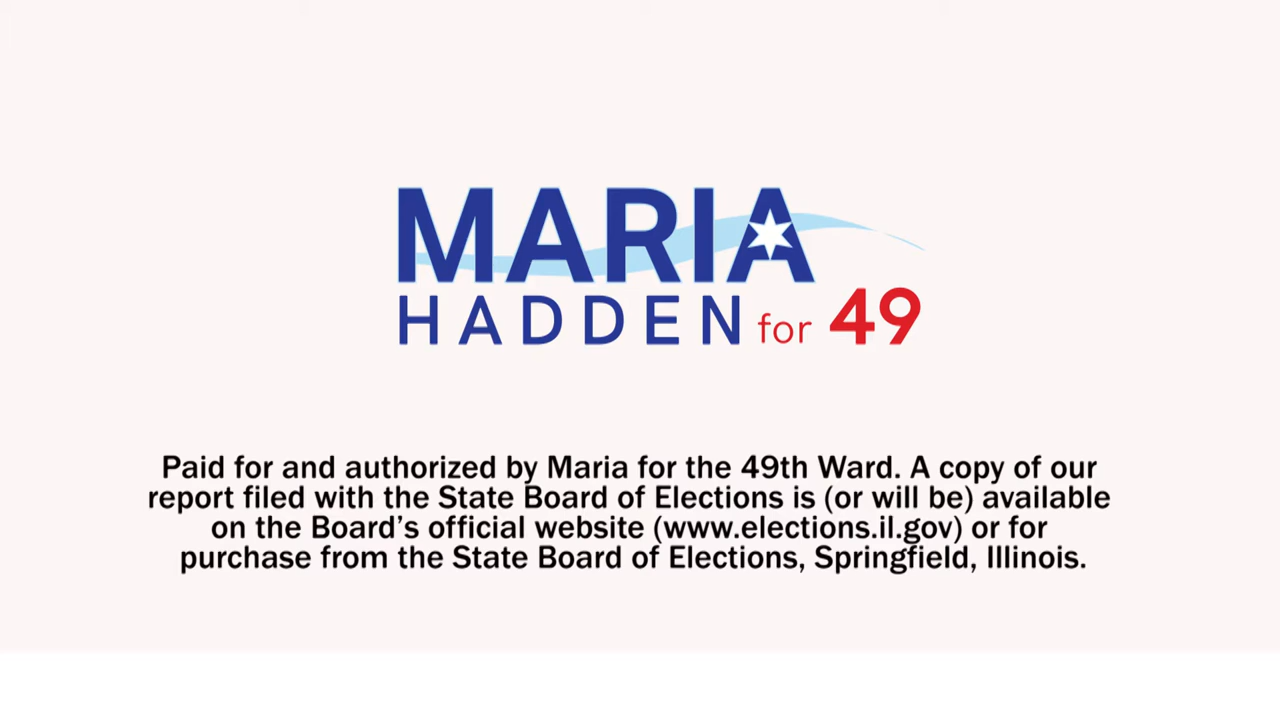 MARIA
HADDEN for 49
Paid for and authorized by Maria for the 49th Ward. A copy of our
report filed with the State Board of Elections is (or will be) available
on the Board's official website (www.elections.il.gov) or for
purchase from the State Board of Elections, Springfield, Illinois.